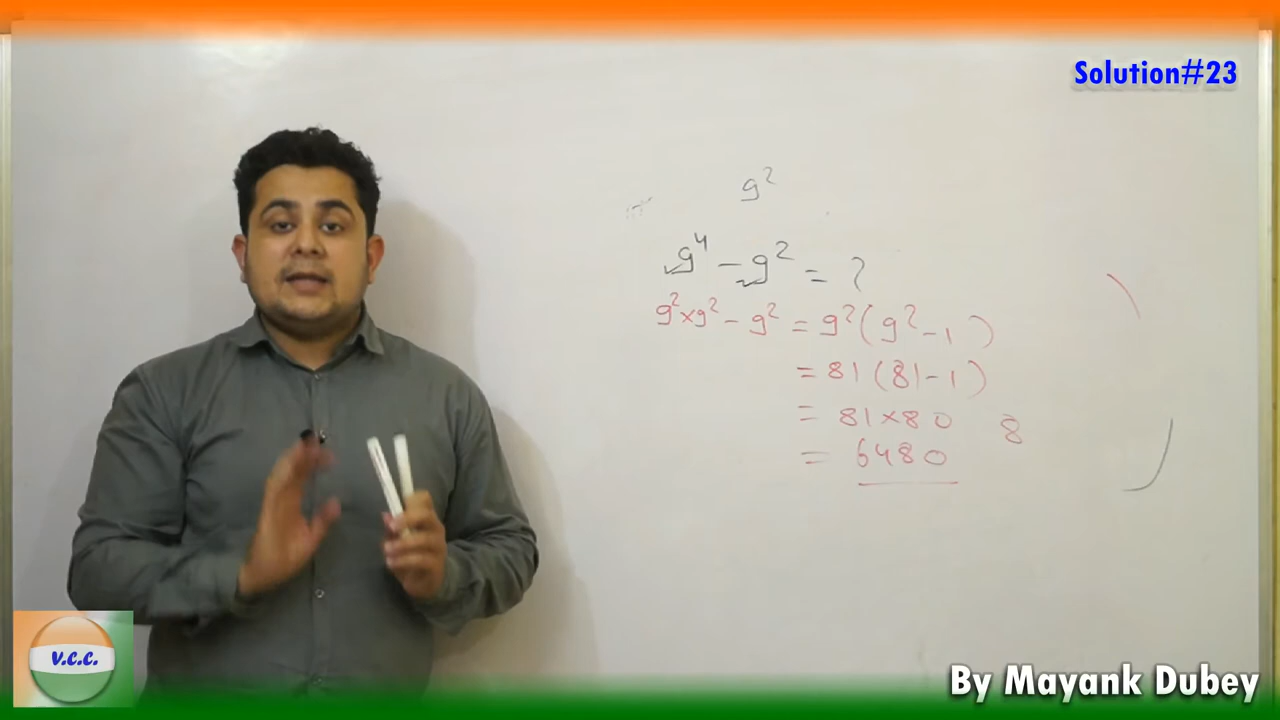 Solution#23
9²
9⁴ - 9² = ?
9² × 9² - 9² = 9²(9² - 1)
= 81 (81 - 1)
= 81 × 80 8
= 6480
V.C.C.
By Mayank Dubey